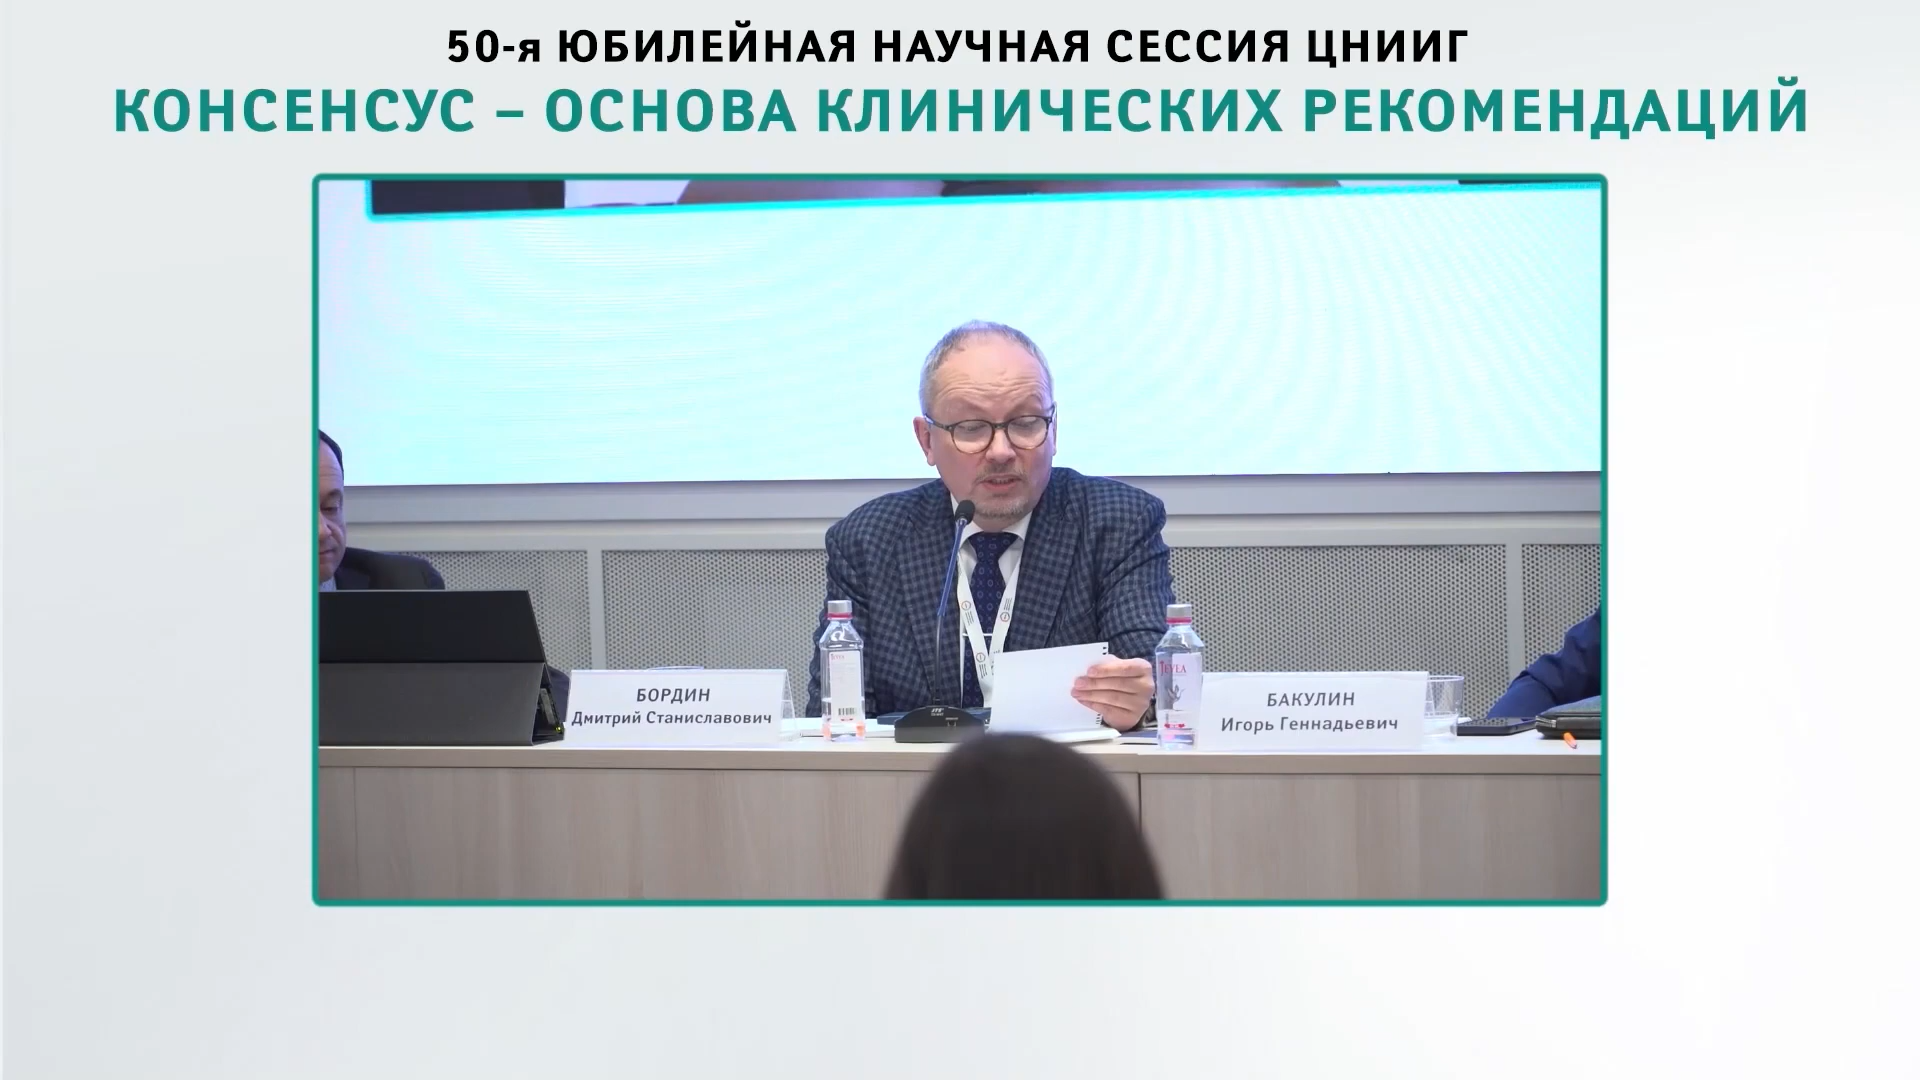 50-я ЮБИЛЕЙНАЯ НАУЧНАЯ СЕССИЯ ЦНИИГ
КОНСЕНСУС – ОСНОВА КЛИНИЧЕСКИХ РЕКОМЕНДАЦИЙ
БОРДИН
Дмитрий Станиславович
БАКУЛИН
Игорь Геннадьевич